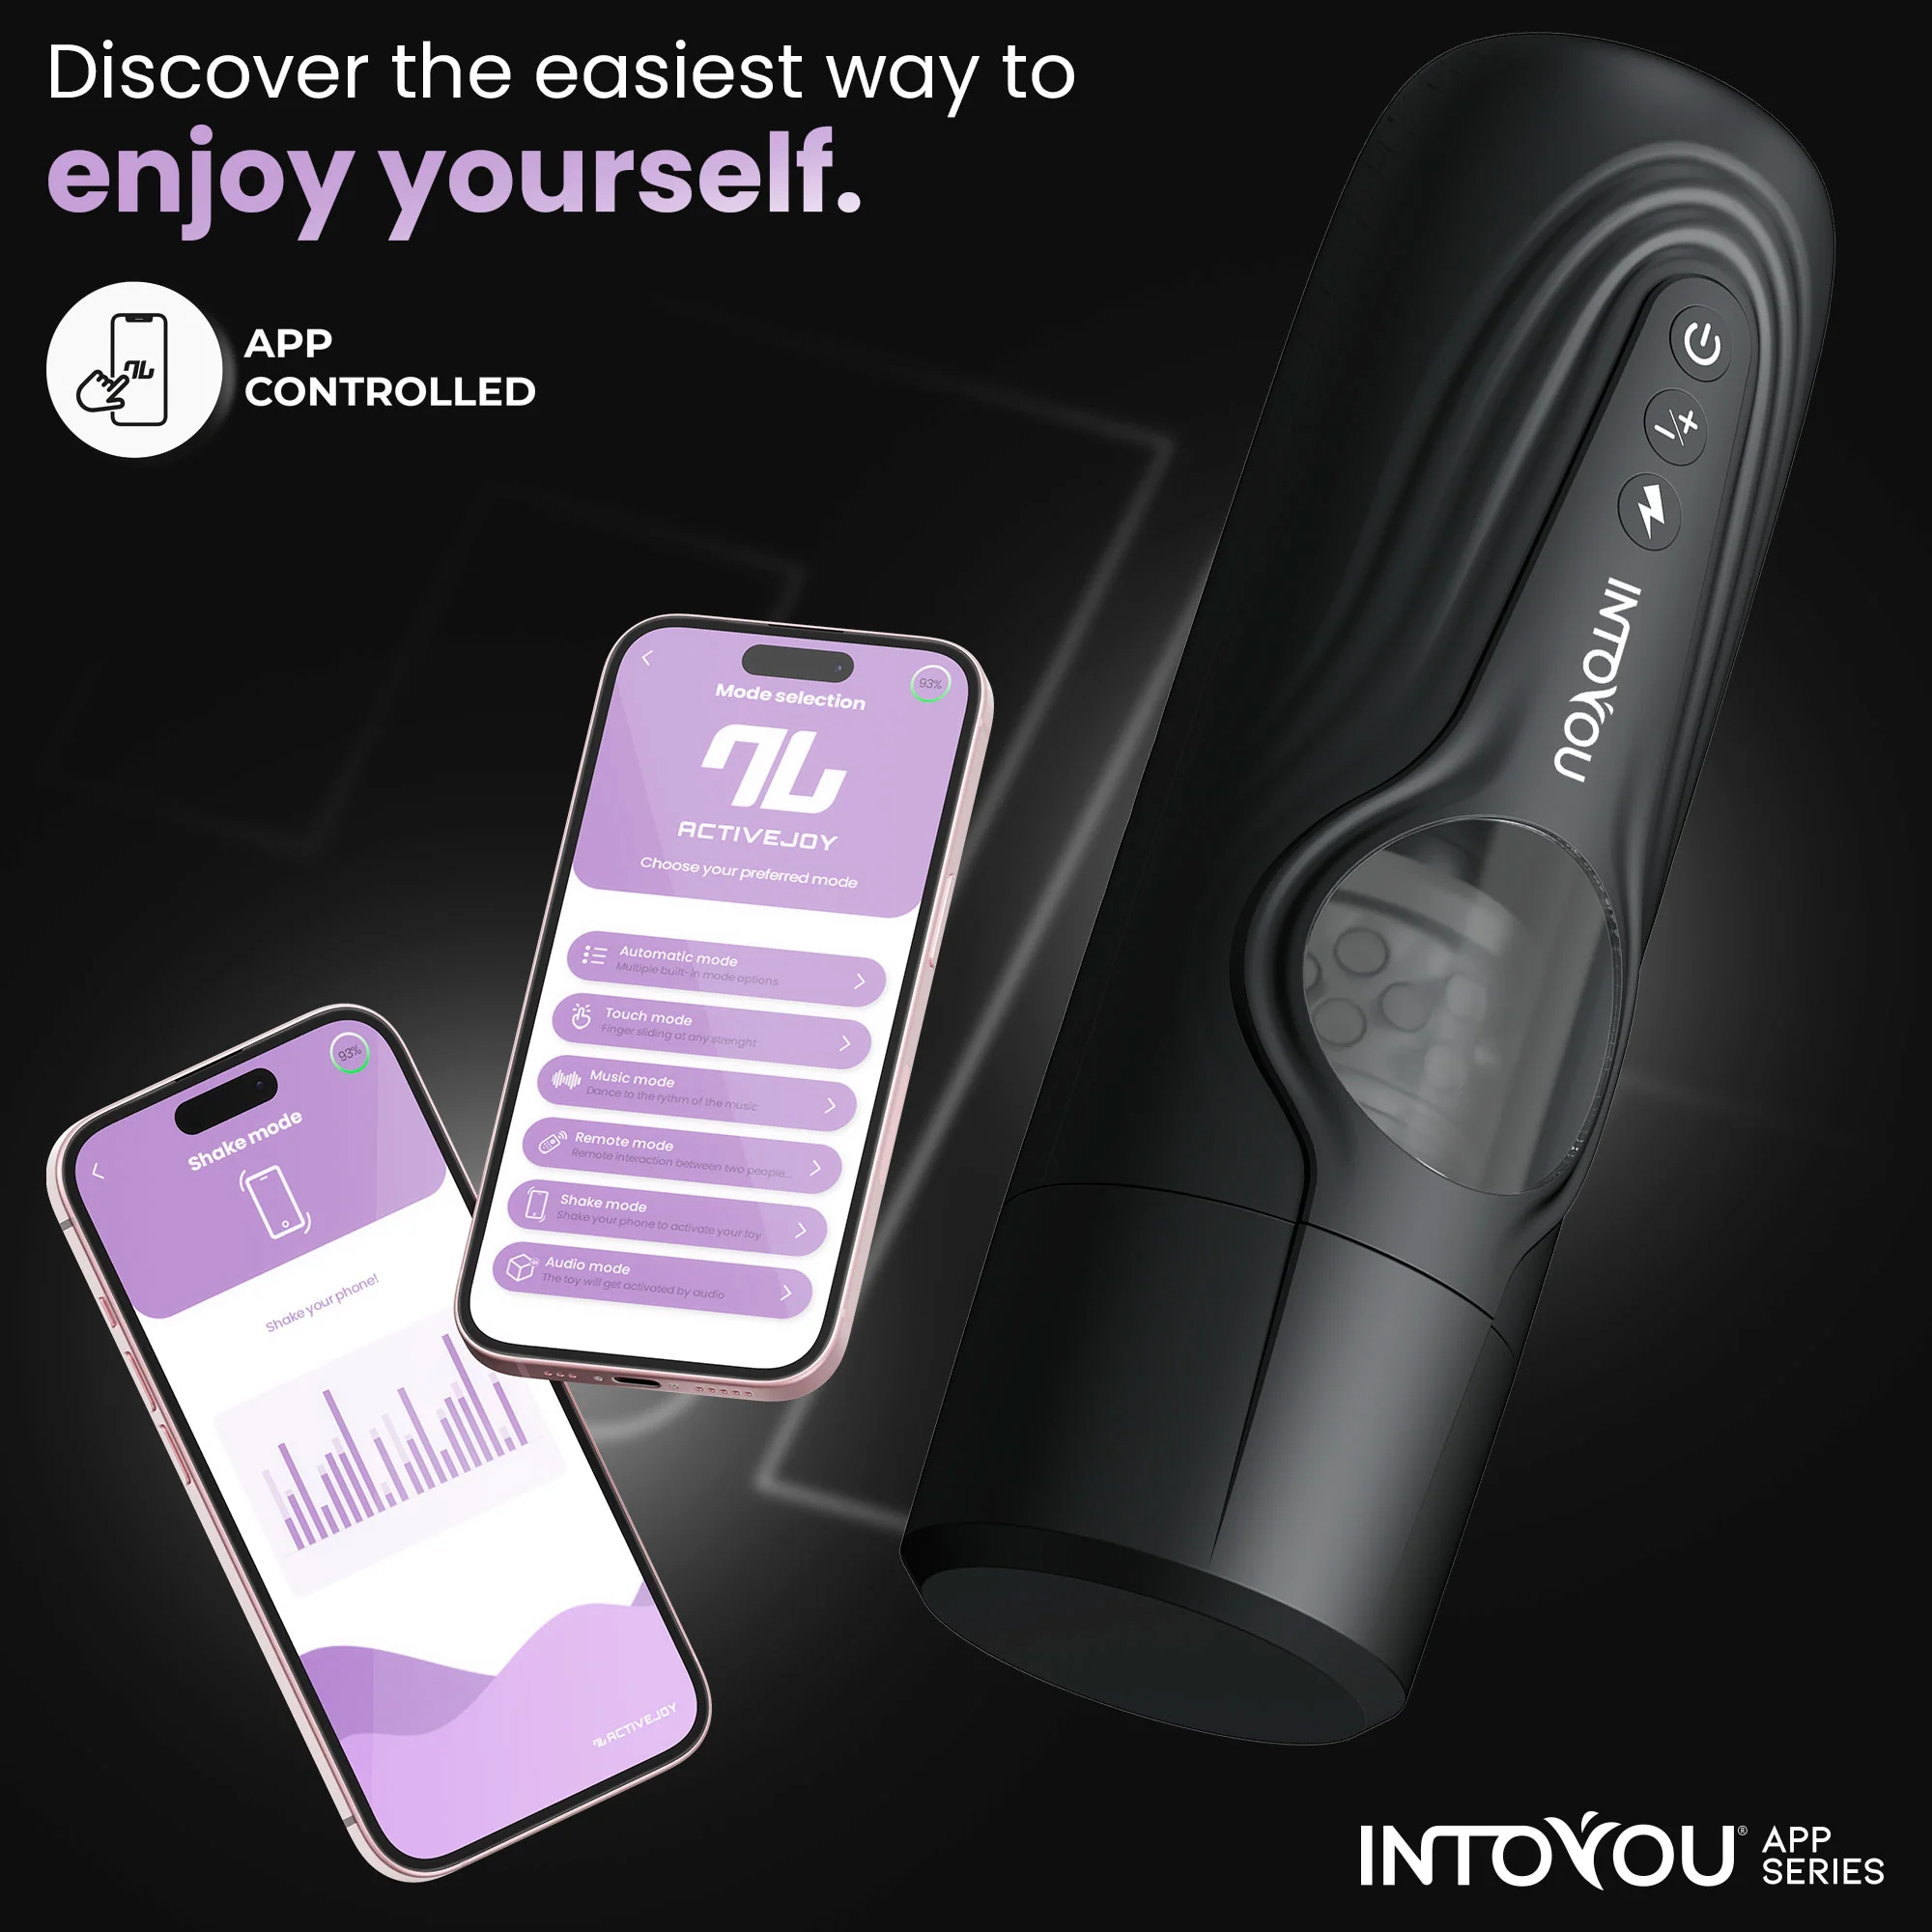 Discover the easiest way to
enjoy yourself.
APP
CONTROLLED
INTOYOU
Mode selection
93%
ACTIVEJOY
Choose your preferred mode
Automatic mode
Multiple built-in mode options
Touch mode
Finger sliding at any strenght
Music mode
Dance to the rythm of the music
Remote mode
Remote interaction between two people...
Shake mode
Shake your phone to activate your toy
Audio mode
The toy will get activated by audio
93%
Shake mode
Shake your phone!
ACTIVEJOY
INTOYOU® APP
SERIES